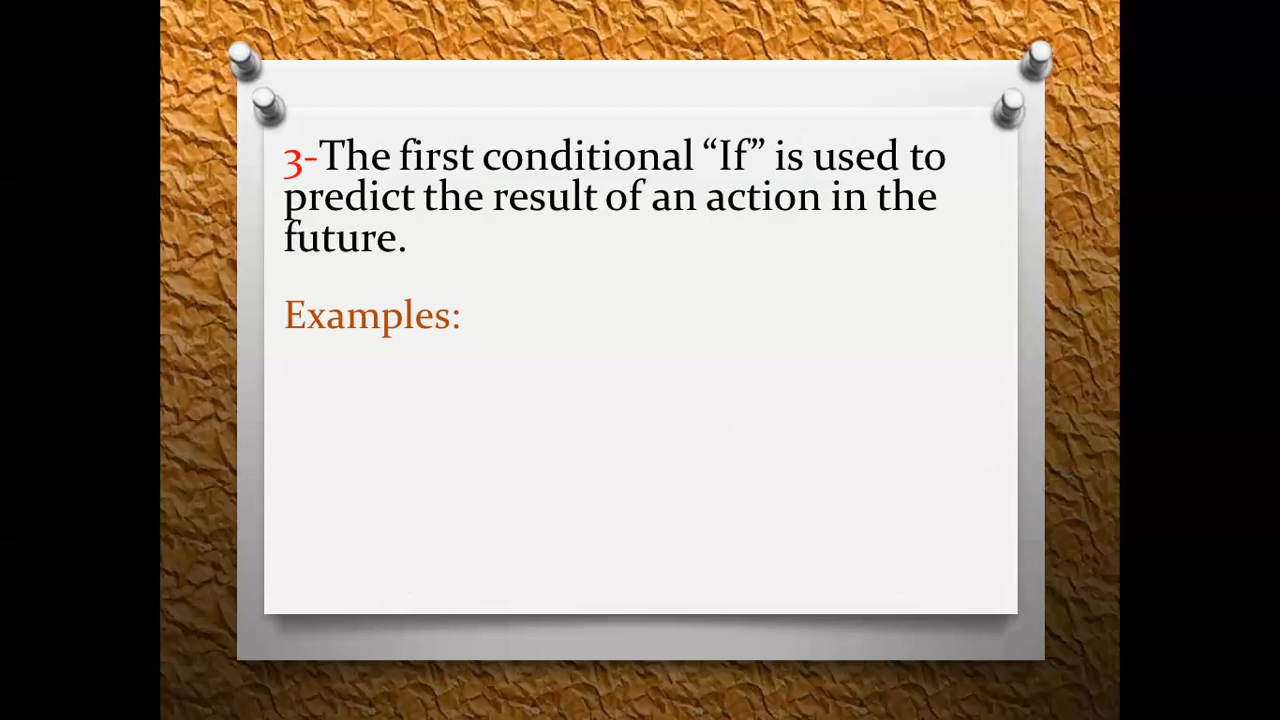 3-The first conditional “If” is used to
predict the result of an action in the
future.
Examples: